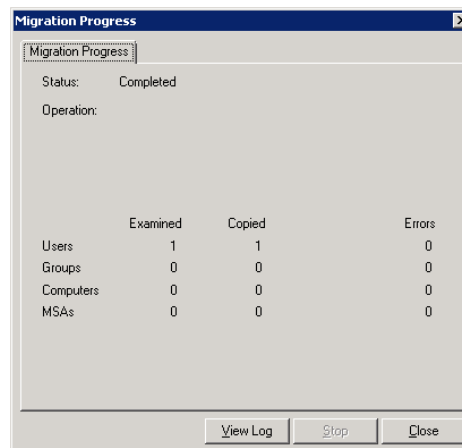 Migration Progress
Migration Progress
Status: Completed
Operation:
Examined Copied Errors
Users 1 1 0
Groups 0 0 0
Computers 0 0 0
MSAs 0 0 0
View Log Stop Close